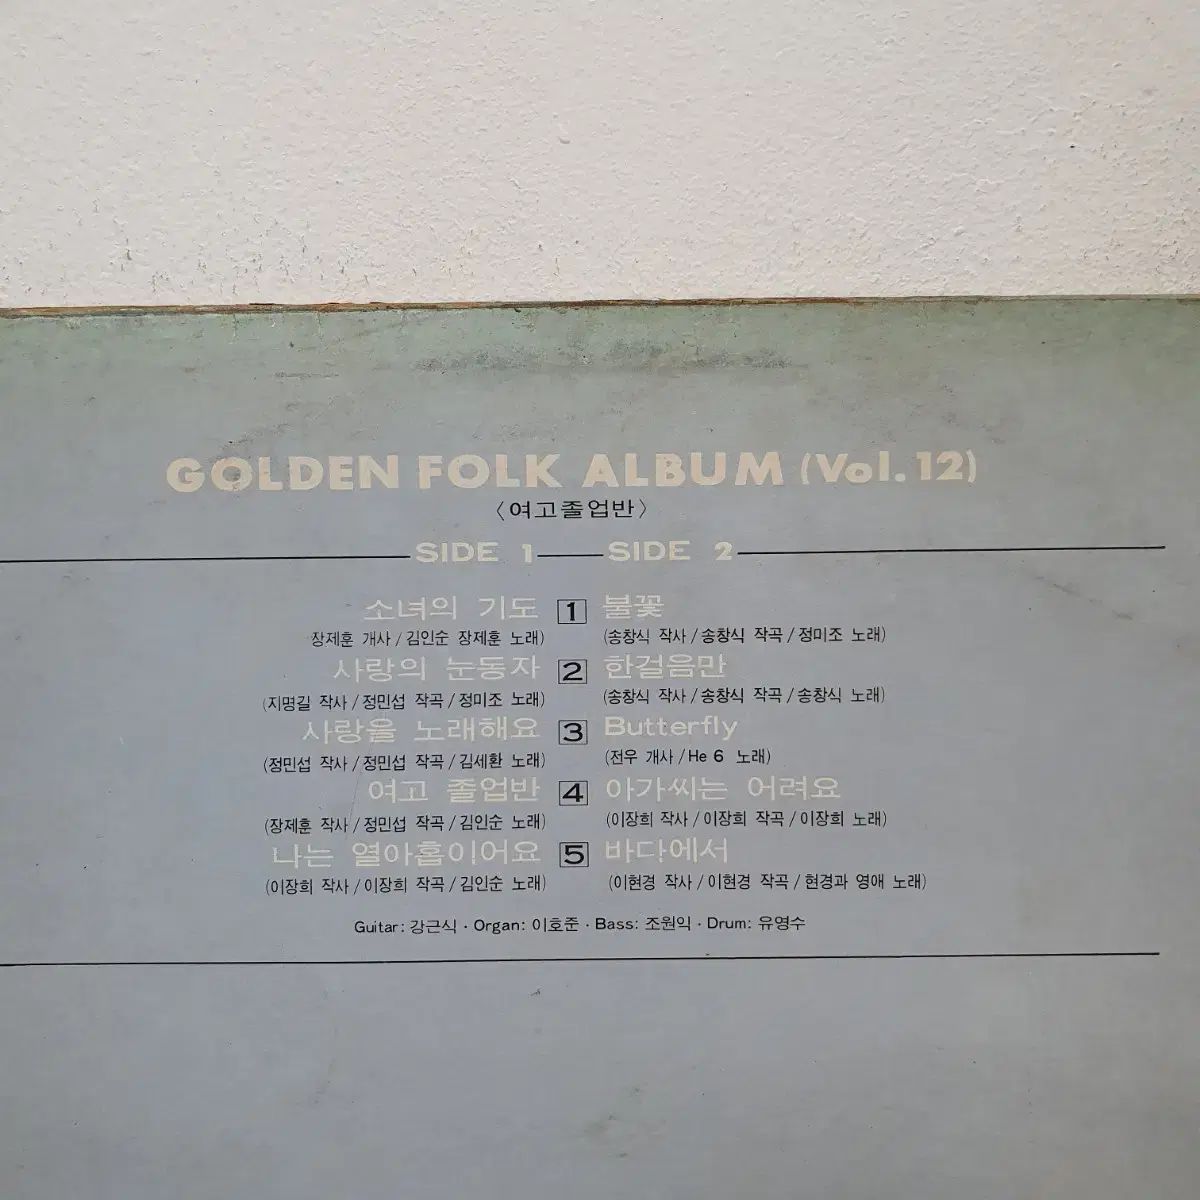 GOLDEN FOLK ALBUM (Vol. 12)
〈여고졸업반〉
SIDE 1 SIDE 2
소녀의 기도 1 불꽃
장제훈 개사/김인순 장제훈 노래) (송창식 작사/송창식 작곡/정미조 노래)
사랑의 눈동자 2 한걸음만
(지명길 작사/정민섭 작곡/정미조 노래) (송창식 작사/송창식 작곡/송창식 노래)
사랑을 노래해요 3 Butterfly
(정민섭 작사/정민섭 작곡/김세환 노래) (전우 개사/He 6 노래)
여고 졸업반 4 아가씨는 어려요
(장제훈 작사/정민섭 작곡/김인순 노래) (이장희 작사/이장희 작곡/이장희 노래)
나는 열아홉이어요 5 바다에서
(이장희 작사/이장희 작곡/김인순 노래) (이현경 작사/이현경 작곡/현경과 영애 노래)
Guitar: 강근식 · Organ: 이호준 · Bass: 조원익 · Drum: 유영수